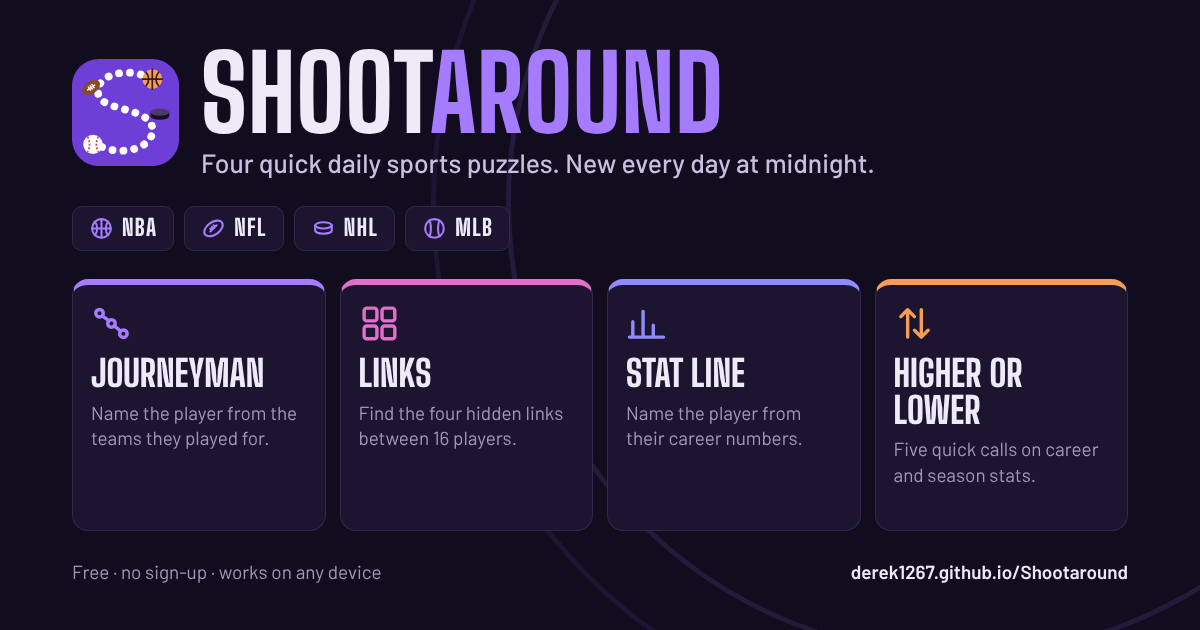 SHOOTAROUND
Four quick daily sports puzzles. New every day at midnight.
NBA
NFL
NHL
MLB
JOURNEYMAN
Name the player from the
teams they played for.
LINKS
Find the four hidden links
between 16 players.
STAT LINE
Name the player from
their career numbers.
HIGHER OR
LOWER
Five quick calls on career
and season stats.
Free · no sign-up · works on any device
derek1267.github.io/Shootaround